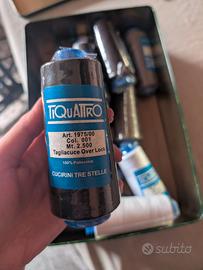 TIQUATTRO
Art. 1975/00
Col. 001
Mt. 2.500
Tagliacuce Over Lock
100% Poliestere
CUCIRINI TRE STELLE
subito